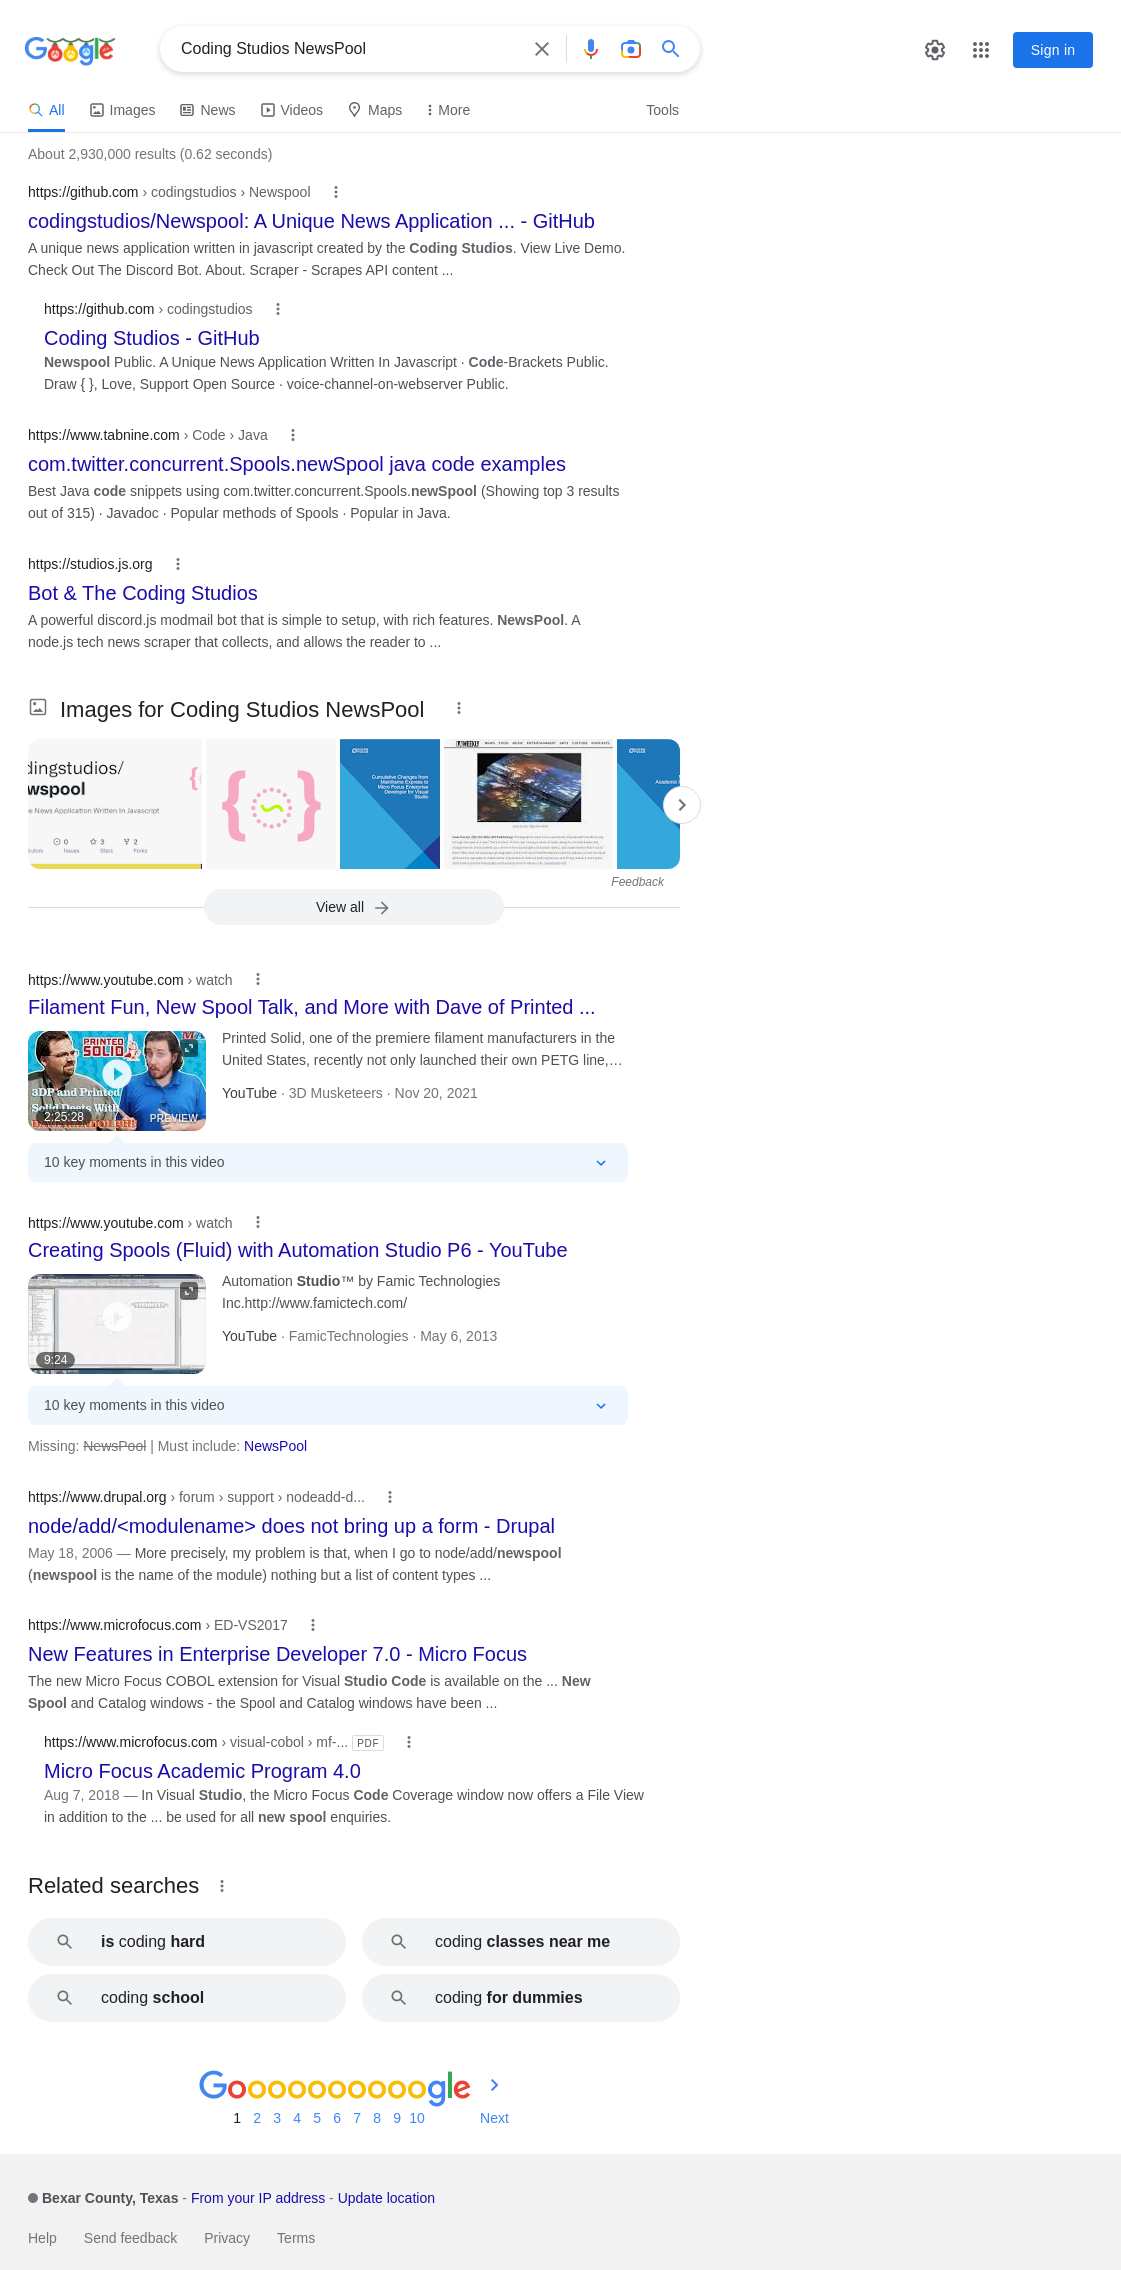 Google
Coding Studios NewsPool
Sign in
All
Images
News
Videos
Maps
More
Tools
About 2,930,000 results (0.62 seconds)
https://github.com › codingstudios › Newspool
codingstudios/Newspool: A Unique News Application ... - GitHub
A unique news application written in javascript created by the Coding Studios. View Live Demo.
Check Out The Discord Bot. About. Scraper - Scrapes API content ...
https://github.com › codingstudios
Coding Studios - GitHub
Newspool Public. A Unique News Application Written In Javascript · Code-Brackets Public.
Draw { }, Love, Support Open Source · voice-channel-on-webserver Public.
https://www.tabnine.com › Code › Java
com.twitter.concurrent.Spools.newSpool java code examples
Best Java code snippets using com.twitter.concurrent.Spools.newSpool (Showing top 3 results
out of 315) · Javadoc · Popular methods of Spools · Popular in Java.
https://studios.js.org
Bot & The Coding Studios
A powerful discord.js modmail bot that is simple to setup, with rich features. NewsPool. A
node.js tech news scraper that collects, and allows the reader to ...
Images for Coding Studios NewsPool
dingstudios/
wspool
e News Application Written In Javascript
0
Issues
3
Stars
2
Forks
Cumulative Changes from
Mainframe Express to
Micro Focus Enterprise
Developer for Visual
Studio
Feedback
View all
https://www.youtube.com › watch
Filament Fun, New Spool Talk, and More with Dave of Printed ...
PRINTED
SOLID
3DP and Printed
Solid Deets With
2:25:28
PREVIEW
Printed Solid, one of the premiere filament manufacturers in the
United States, recently not only launched their own PETG line,…
YouTube · 3D Musketeers · Nov 20, 2021
10 key moments in this video
https://www.youtube.com › watch
Creating Spools (Fluid) with Automation Studio P6 - YouTube
9:24
Automation Studio™ by Famic Technologies
Inc.http://www.famictech.com/
YouTube · FamicTechnologies · May 6, 2013
10 key moments in this video
Missing: NewsPool | Must include: NewsPool
https://www.drupal.org › forum › support › nodeadd-d...
node/add/<modulename> does not bring up a form - Drupal
May 18, 2006 — More precisely, my problem is that, when I go to node/add/newspool
(newspool is the name of the module) nothing but a list of content types ...
https://www.microfocus.com › ED-VS2017
New Features in Enterprise Developer 7.0 - Micro Focus
The new Micro Focus COBOL extension for Visual Studio Code is available on the ... New
Spool and Catalog windows - the Spool and Catalog windows have been ...
https://www.microfocus.com › visual-cobol › mf-... PDF
Micro Focus Academic Program 4.0
Aug 7, 2018 — In Visual Studio, the Micro Focus Code Coverage window now offers a File View
in addition to the ... be used for all new spool enquiries.
Related searches
is coding hard
coding classes near me
coding school
coding for dummies
Goooooooooogle
1 2 3 4 5 6 7 8 9 10 Next
Bexar County, Texas - From your IP address - Update location
Help Send feedback Privacy Terms